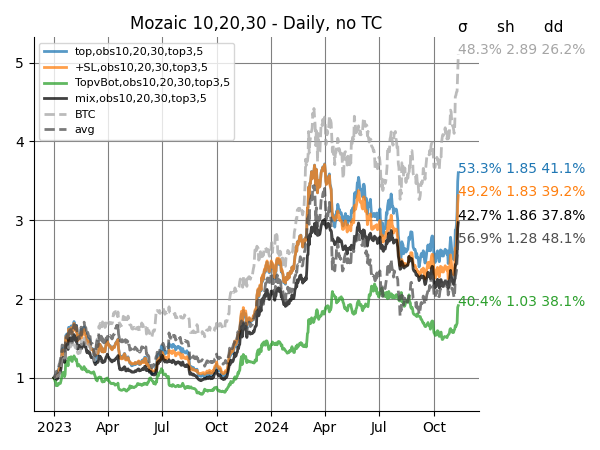 Mozaic 10,20,30 - Daily, no TC
σ sh dd
top,obs10,20,30,top3,5
+SL,obs10,20,30,top3,5
TopvBot,obs10,20,30,top3,5
mix,obs10,20,30,top3,5
BTC
avg
48.3% 2.89 26.2%
53.3% 1.85 41.1%
49.2% 1.83 39.2%
42.7% 1.86 37.8%
56.9% 1.28 48.1%
40.4% 1.03 38.1%
5
4
3
2
1
2023 Apr Jul Oct 2024 Apr Jul Oct